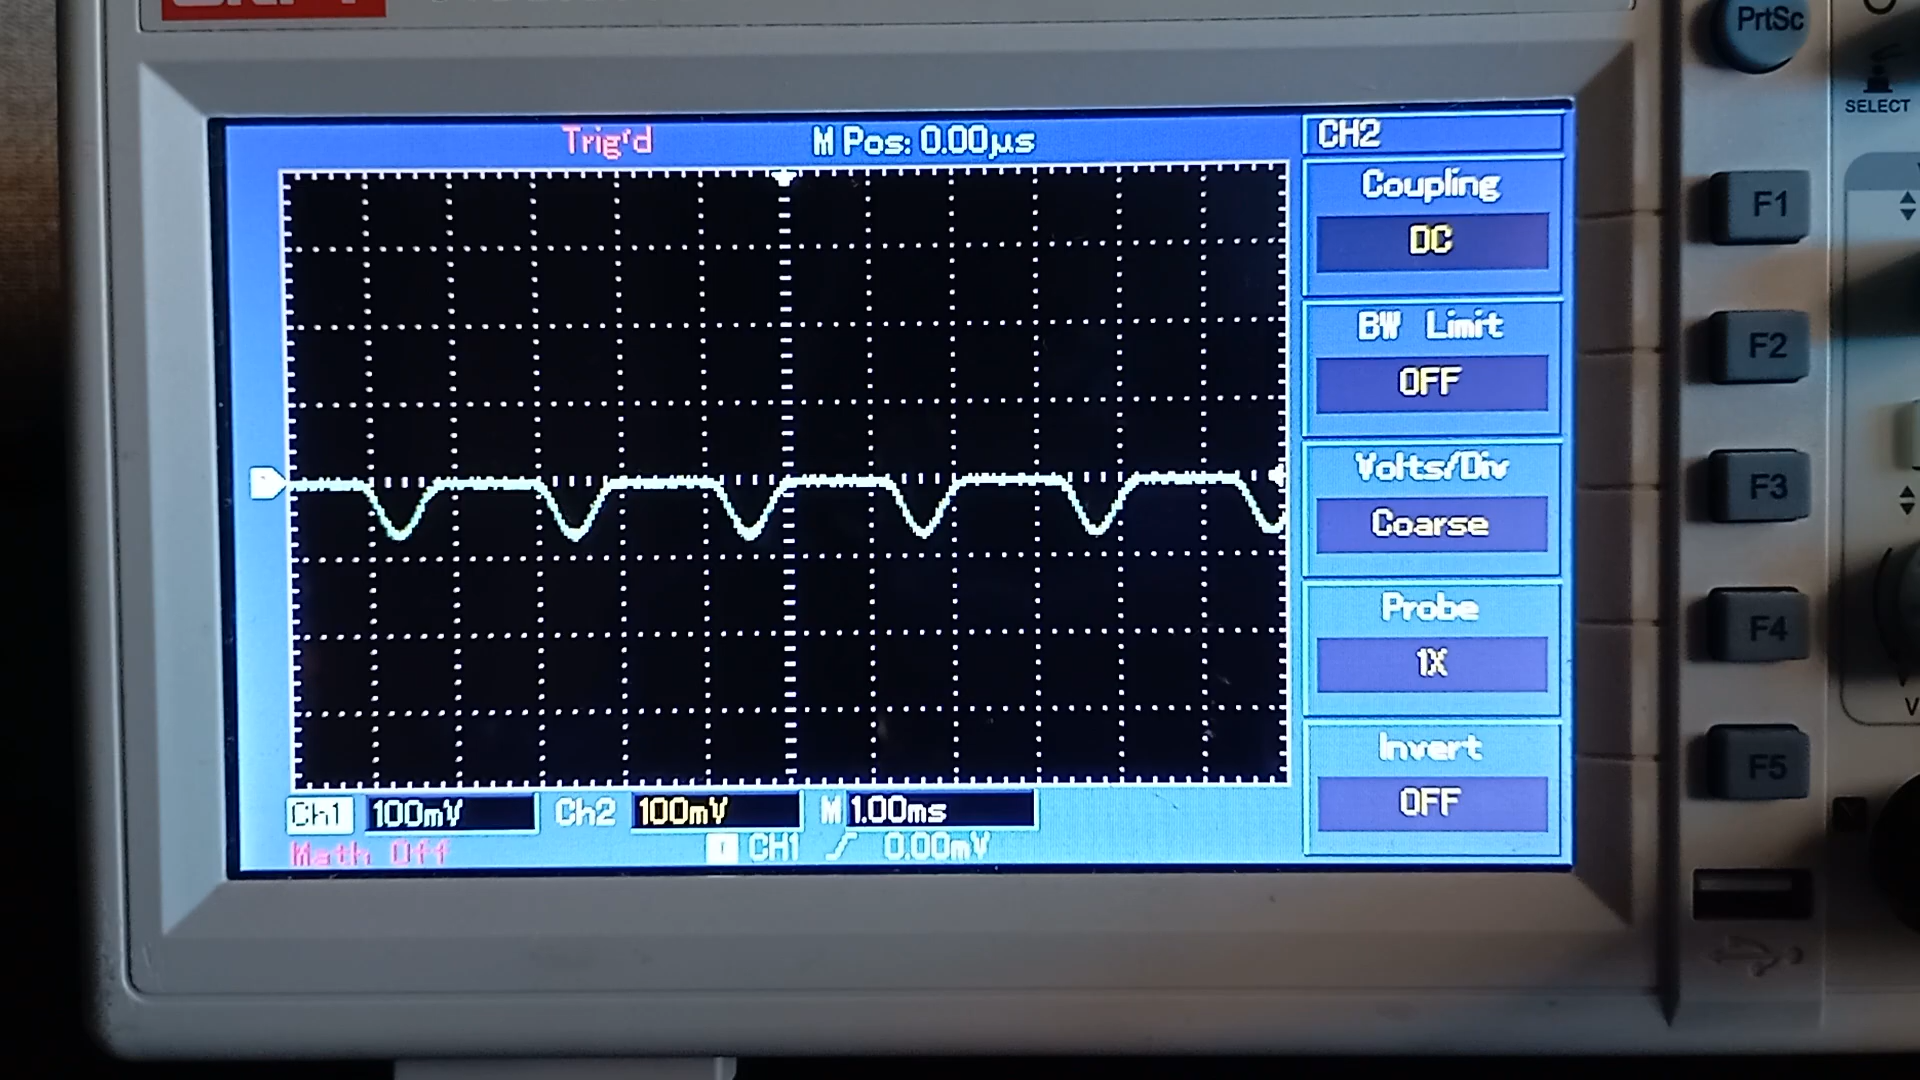 PrtSc
SELECT
Trig'd M Pos: 0.00μs CH2
Coupling
DC
F1
BW Limit
OFF
F2
Volts/Div
Coarse
F3
Probe
1X
F4
Invert
OFF
F5
Ch1 100mV Ch2 100mV M 1.00ms
Math Off CH1 0.00mV